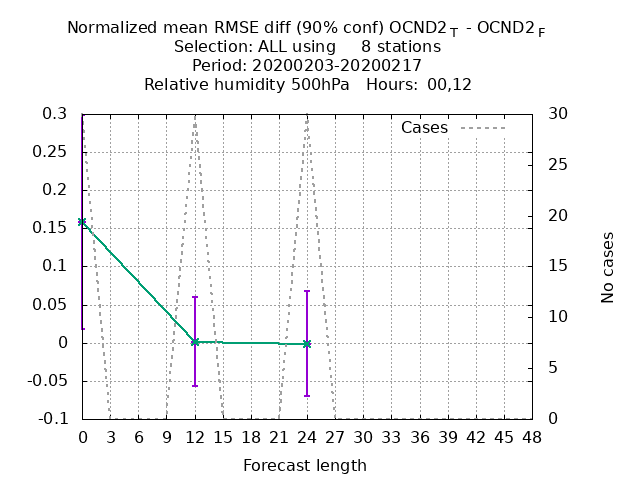 Normalized mean RMSE diff (90% conf) OCND2 T - OCND2 F
Selection: ALL using 8 stations
Period: 20200203-20200217
Relative humidity 500hPa Hours: 00,12
Cases
0.3
0.25
0.2
0.15
0.1
0.05
0
-0.05
-0.1
30
25
20
15
10
5
0
No cases
0 3 6 9 12 15 18 21 24 27 30 33 36 39 42 45 48
Forecast length